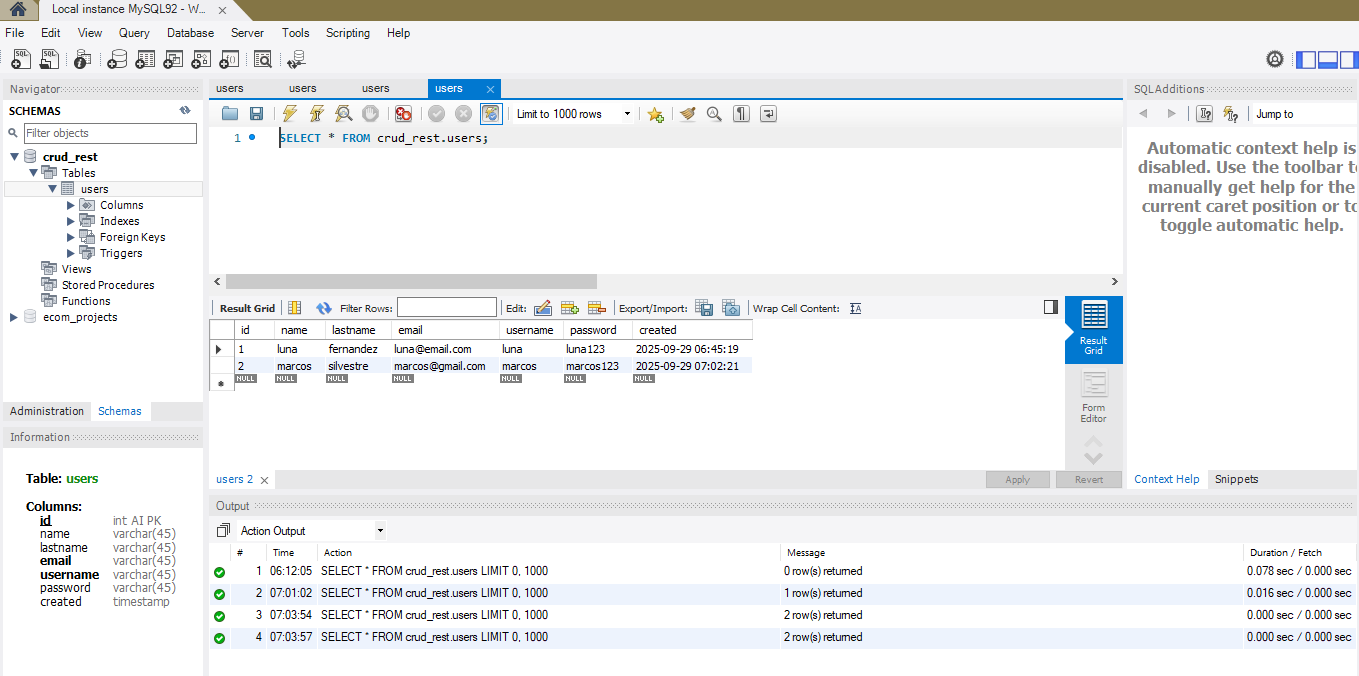 Local instance MySQL92 - W... ×
File Edit View Query Database Server Tools Scripting Help
Navigator
SCHEMAS
Filter objects
crud_rest
Tables
users
Columns
Indexes
Foreign Keys
Triggers
Views
Stored Procedures
Functions
ecom_projects
Administration Schemas
Information
Table: users
Columns:
id int AI PK
name varchar(45)
lastname varchar(45)
email varchar(45)
username varchar(45)
password varchar(45)
created timestamp
users users users users ×
Limit to 1000 rows
1 SELECT * FROM crud_rest.users;
Result Grid Filter Rows: Edit: Export/Import: Wrap Cell Content:
id name lastname email username password created
1 luna fernandez luna@email.com luna luna123 2025-09-29 06:45:19
2 marcos silvestre marcos@gmail.com marcos marcos123 2025-09-29 07:02:21
* NULL NULL NULL NULL NULL NULL NULL
Result
Grid
Form
Editor
users 2 × Apply Revert
SQLAdditions
Jump to
Automatic context help is
disabled. Use the toolbar to
manually get help for the
current caret position or to
toggle automatic help.
Context Help Snippets
Output
Action Output
# Time Action Message Duration / Fetch
1 06:12:05 SELECT * FROM crud_rest.users LIMIT 0, 1000 0 row(s) returned 0.078 sec / 0.000 sec
2 07:01:02 SELECT * FROM crud_rest.users LIMIT 0, 1000 1 row(s) returned 0.016 sec / 0.000 sec
3 07:03:54 SELECT * FROM crud_rest.users LIMIT 0, 1000 2 row(s) returned 0.000 sec / 0.000 sec
4 07:03:57 SELECT * FROM crud_rest.users LIMIT 0, 1000 2 row(s) returned 0.000 sec / 0.000 sec